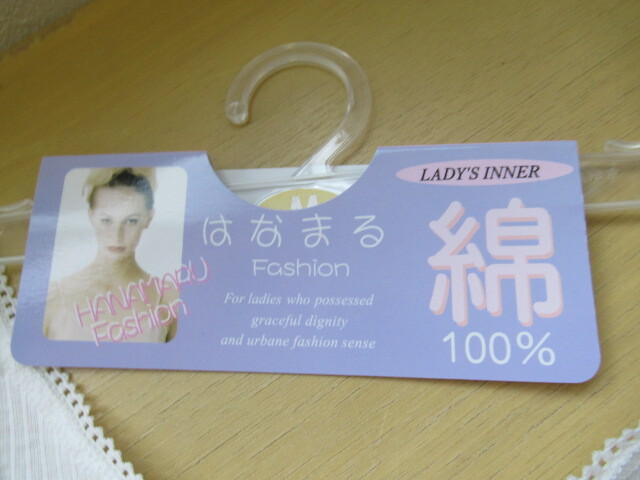 M
LADY'S INNER
はなまる
Fashion
HANAMARU
Fashion
For ladies who possessed
graceful dignity
and urbane fashion sense
綿
100%